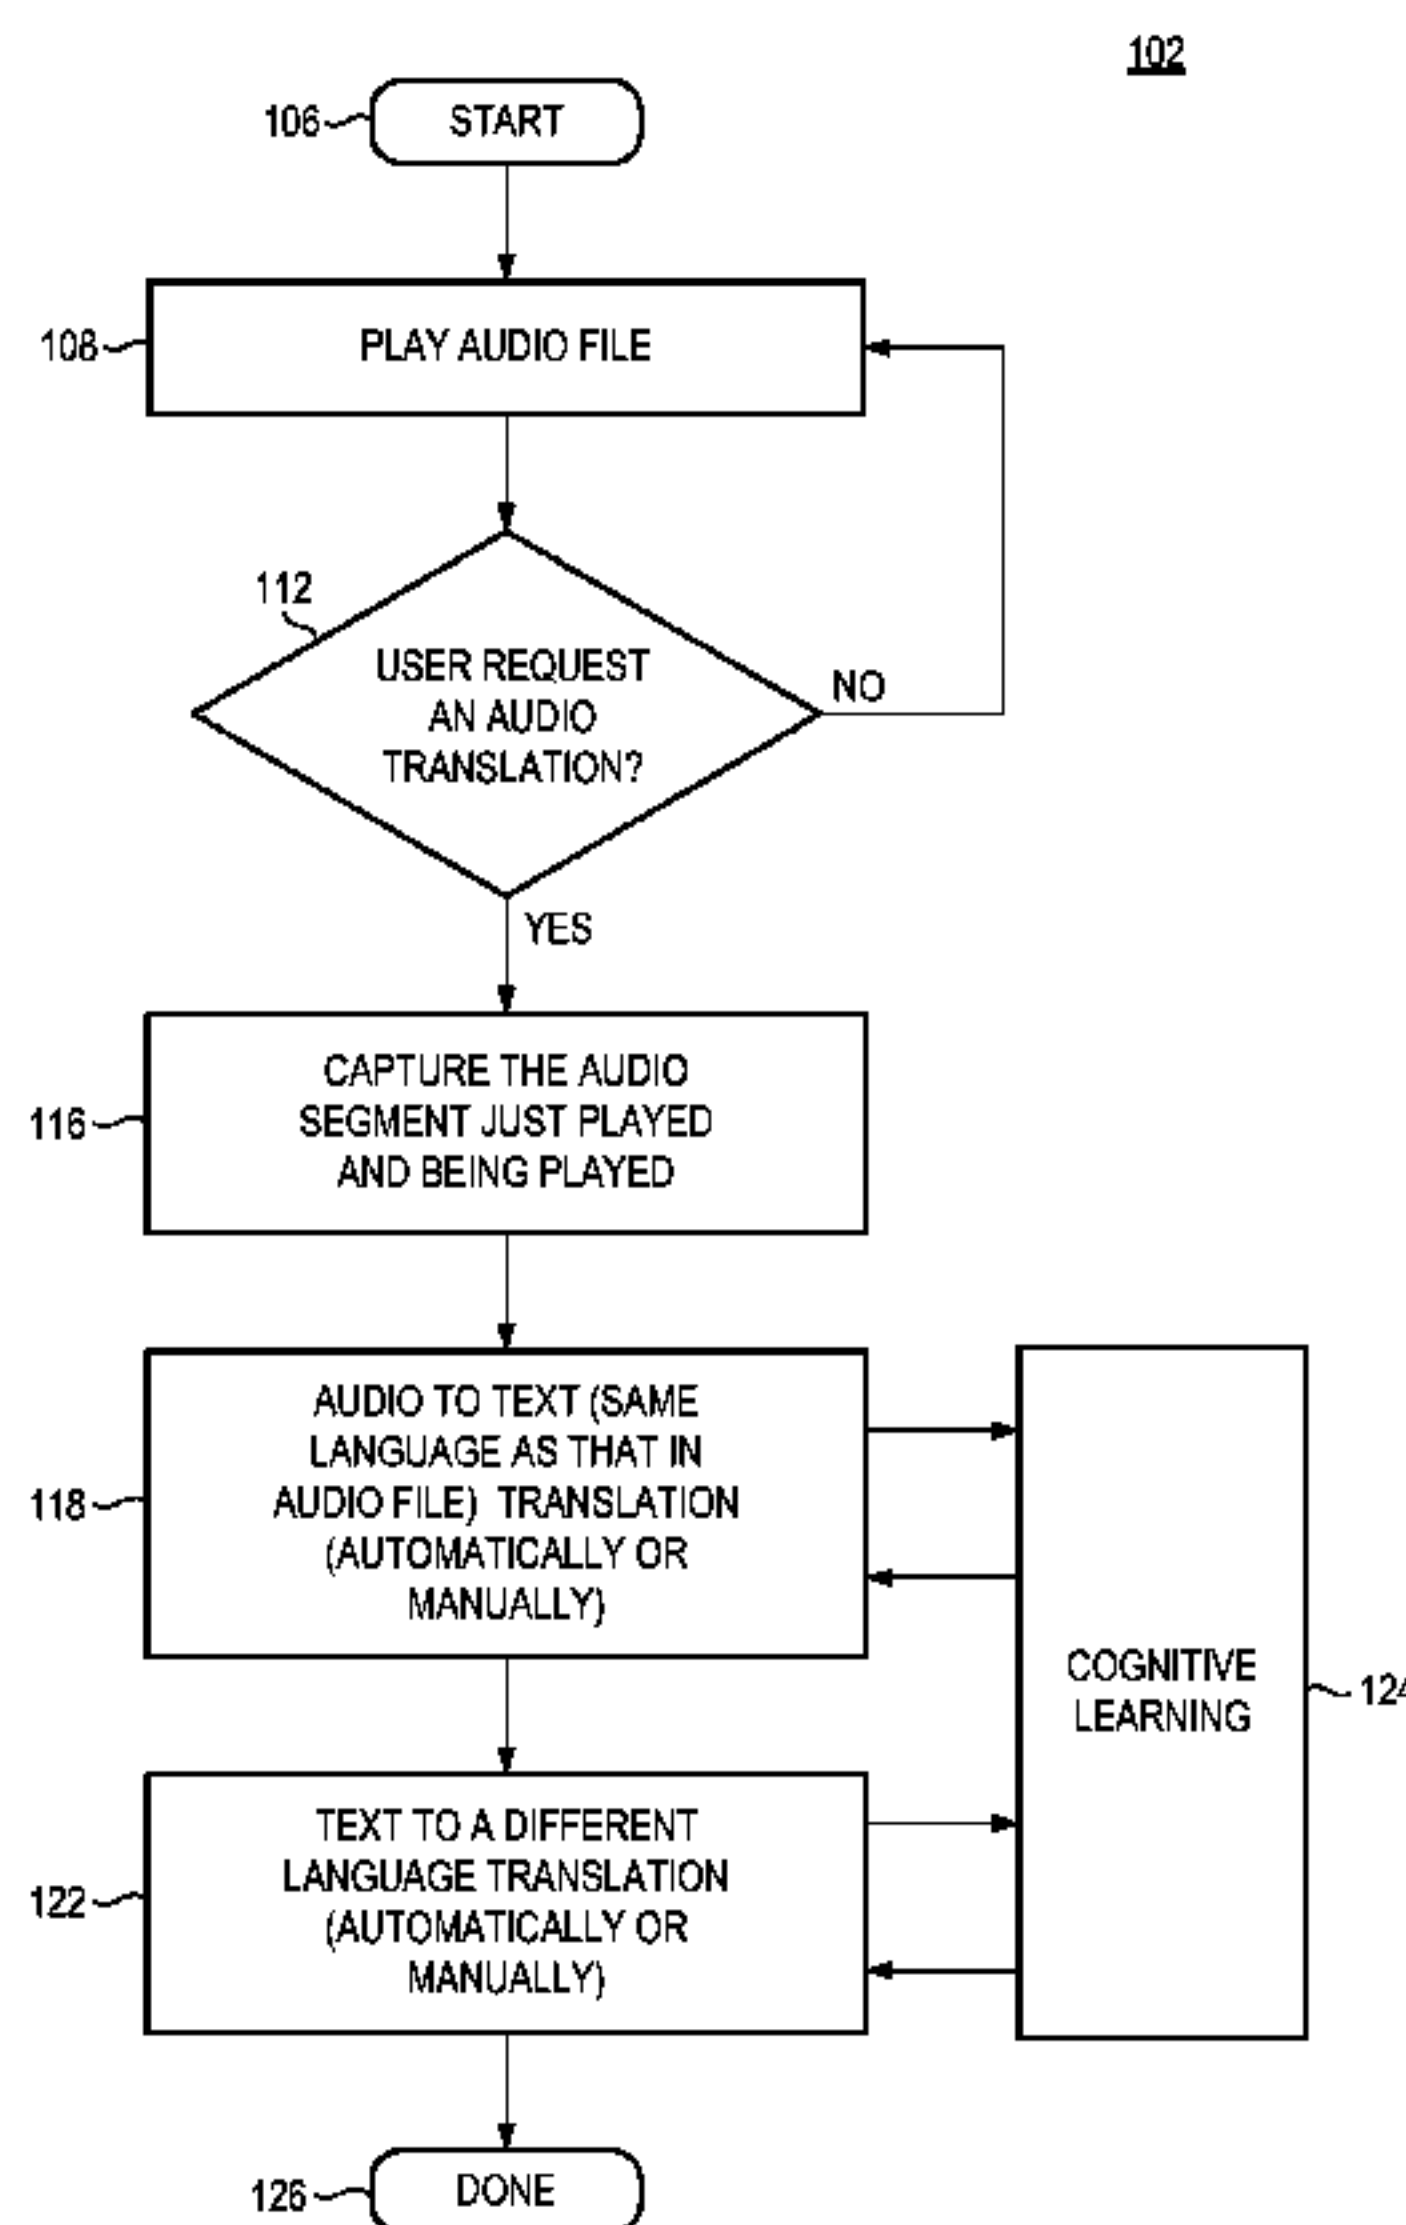 102
106
START
108
PLAY AUDIO FILE
112
USER REQUEST
AN AUDIO
TRANSLATION?
NO
YES
116
CAPTURE THE AUDIO
SEGMENT JUST PLAYED
AND BEING PLAYED
118
AUDIO TO TEXT (SAME
LANGUAGE AS THAT IN
AUDIO FILE) TRANSLATION
(AUTOMATICALLY OR
MANUALLY)
COGNITIVE
LEARNING
124
122
TEXT TO A DIFFERENT
LANGUAGE TRANSLATION
(AUTOMATICALLY OR
MANUALLY)
126
DONE